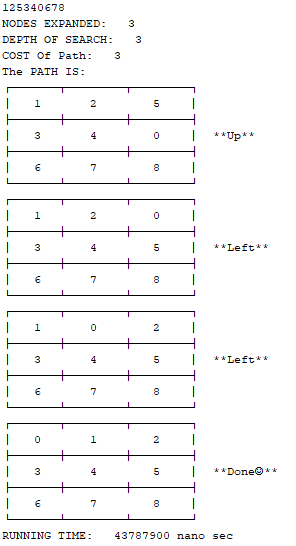 125340678
NODES EXPANDED: 3
DEPTH OF SEARCH: 3
COST Of Path: 3
The PATH IS:
1 2 5
3 4 0 **Up**
6 7 8
1 2 0
3 4 5 **Left**
6 7 8
1 0 2
3 4 5 **Left**
6 7 8
0 1 2
3 4 5 **Done☺**
6 7 8
RUNNING TIME: 43787900 nano sec